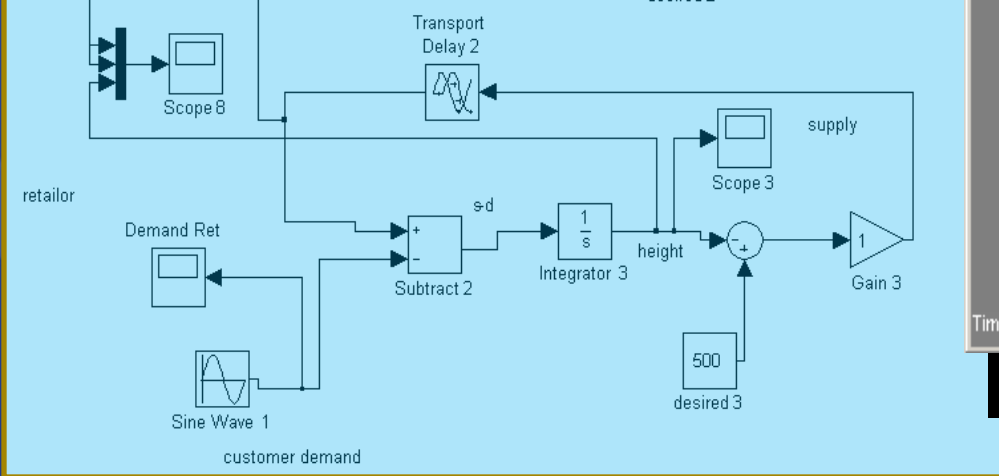 Transport
Delay 2
Scope 8
supply
Scope 3
retailor
s-d
Demand Ret
+
−
1
s
height
-
+
1
Integrator 3
Subtract 2
Gain 3
500
desired 3
Sine Wave 1
customer demand